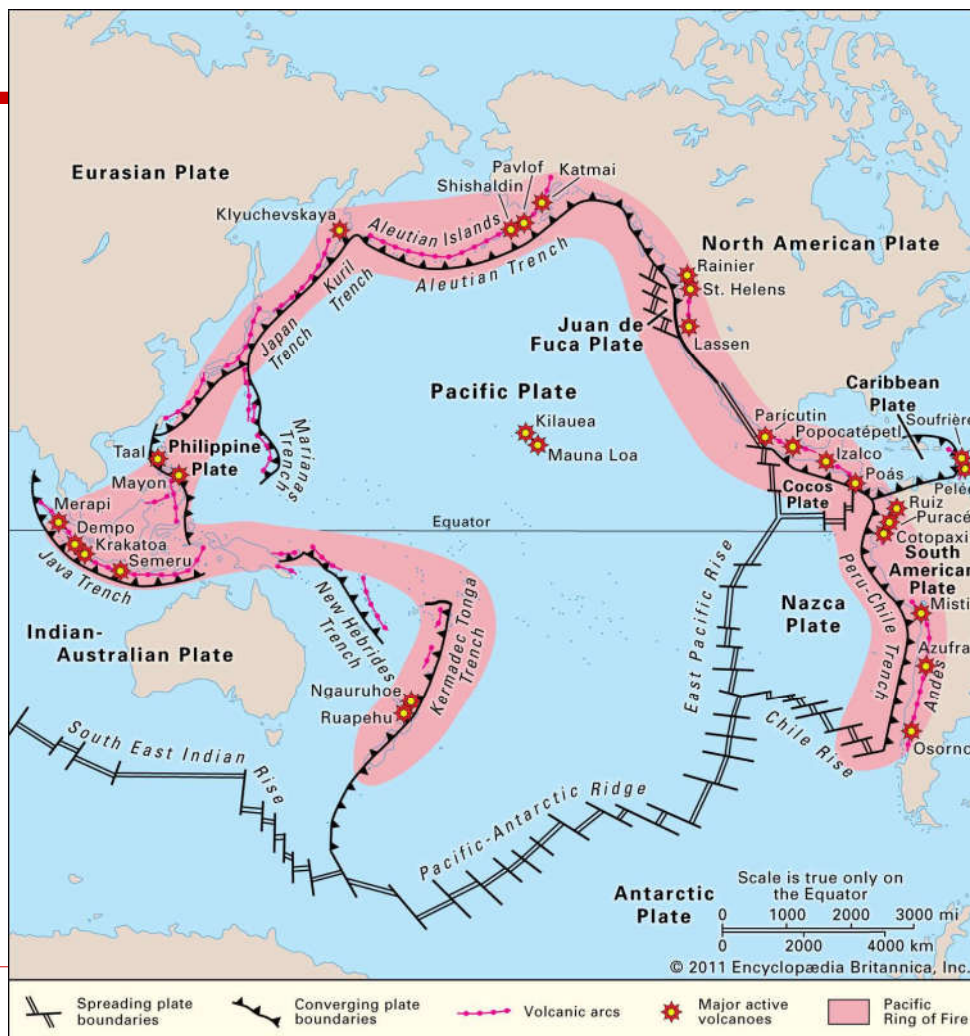 Eurasian Plate
Klyuchevskaya
Shishaldin
Pavlof
Katmai
Aleutian Islands
Aleutian Trench
Kuril
Trench
Japan
Trench
North American Plate
Rainier
St. Helens
Lassen
Juan de
Fuca Plate
Pacific Plate
Kilauea
Mauna Loa
Caribbean
Plate
Soufrière
Pelée
Parícutin
Popocatépetl
Izalco
Poás
Cocos
Plate
Ruiz
Puracé
Cotopaxi
South
American
Plate
Misti
Azufral
Andes
Osorno
Taal
Philippine
Plate
Mayon
Marianas
Trench
Merapi
Dempo
Krakatoa
Semeru
Java Trench
Equator
Indian-
Australian Plate
New Hebrides
Trench
Kermadec Tonga
Trench
Ngauruhoe
Ruapehu
East Pacific Rise
Nazca
Plate
Peru-Chile
Trench
Chile Rise
South East Indian Rise
Pacific-Antarctic Ridge
Antarctic
Plate
Scale is true only on
the Equator
0 1000 2000 3000 mi
0 2000 4000 km
© 2011 Encyclopædia Britannica, Inc.
Spreading plate
boundaries
Converging plate
boundaries
Volcanic arcs
Major active
volcanoes
Pacific
Ring of Fire